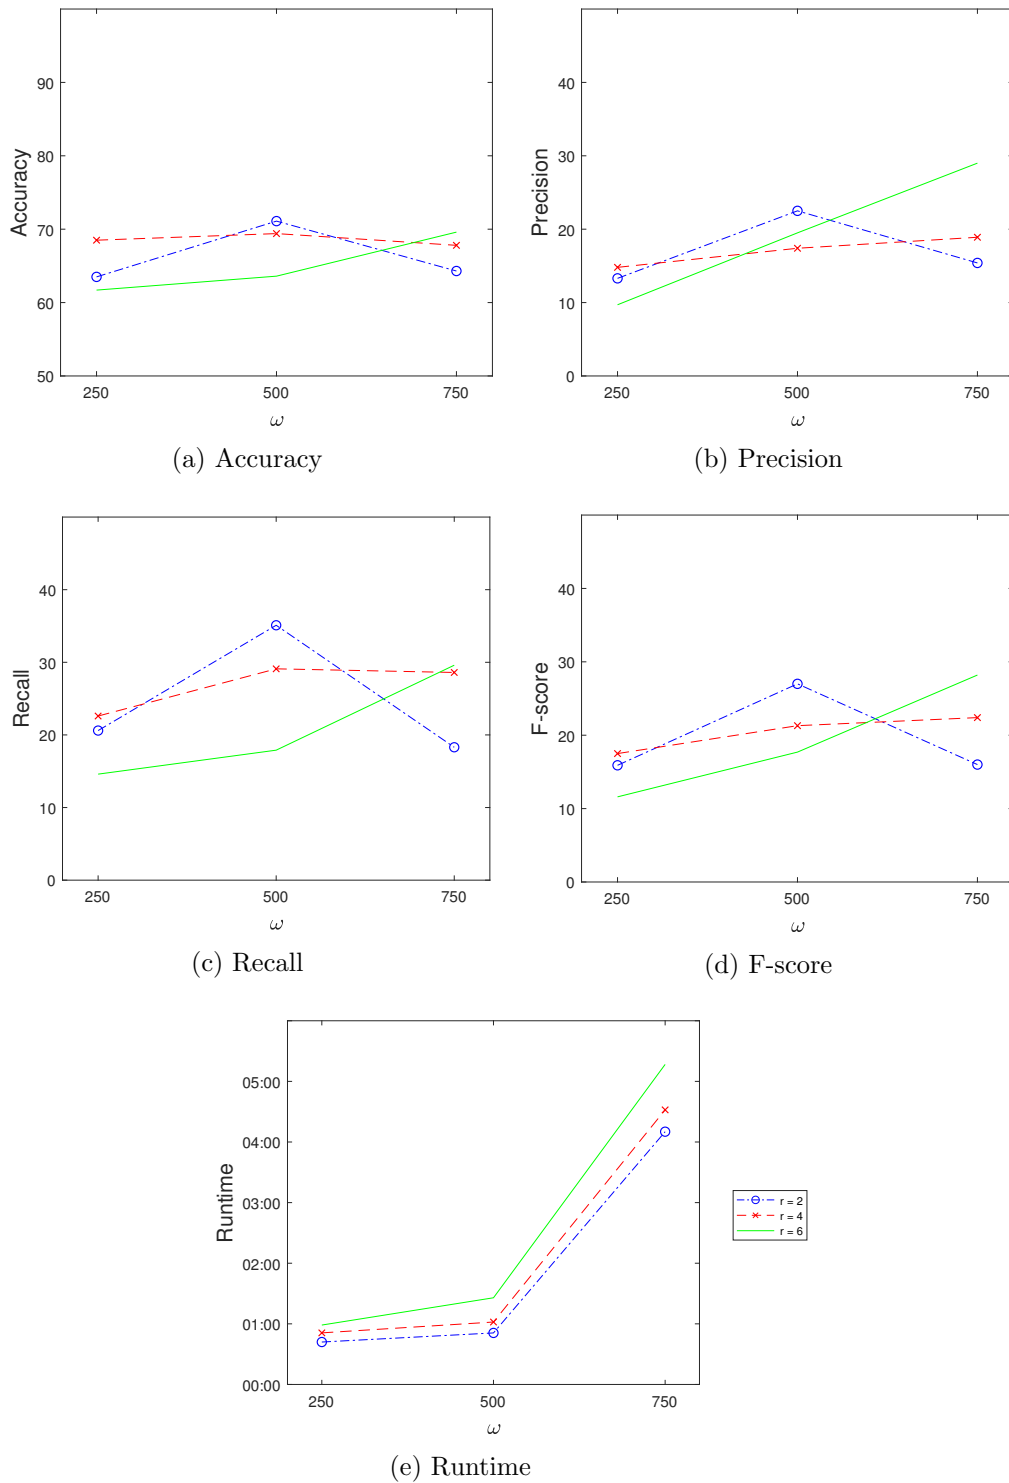 90
80
70
60
50
Accuracy
250 500 750
ω
(a) Accuracy
40
30
20
10
0
Precision
250 500 750
ω
(b) Precision
40
30
20
10
0
Recall
250 500 750
ω
(c) Recall
40
30
20
10
0
F-score
250 500 750
ω
(d) F-score
05:00
04:00
03:00
02:00
01:00
00:00
Runtime
250 500 750
ω
(e) Runtime
r = 2
r = 4
r = 6